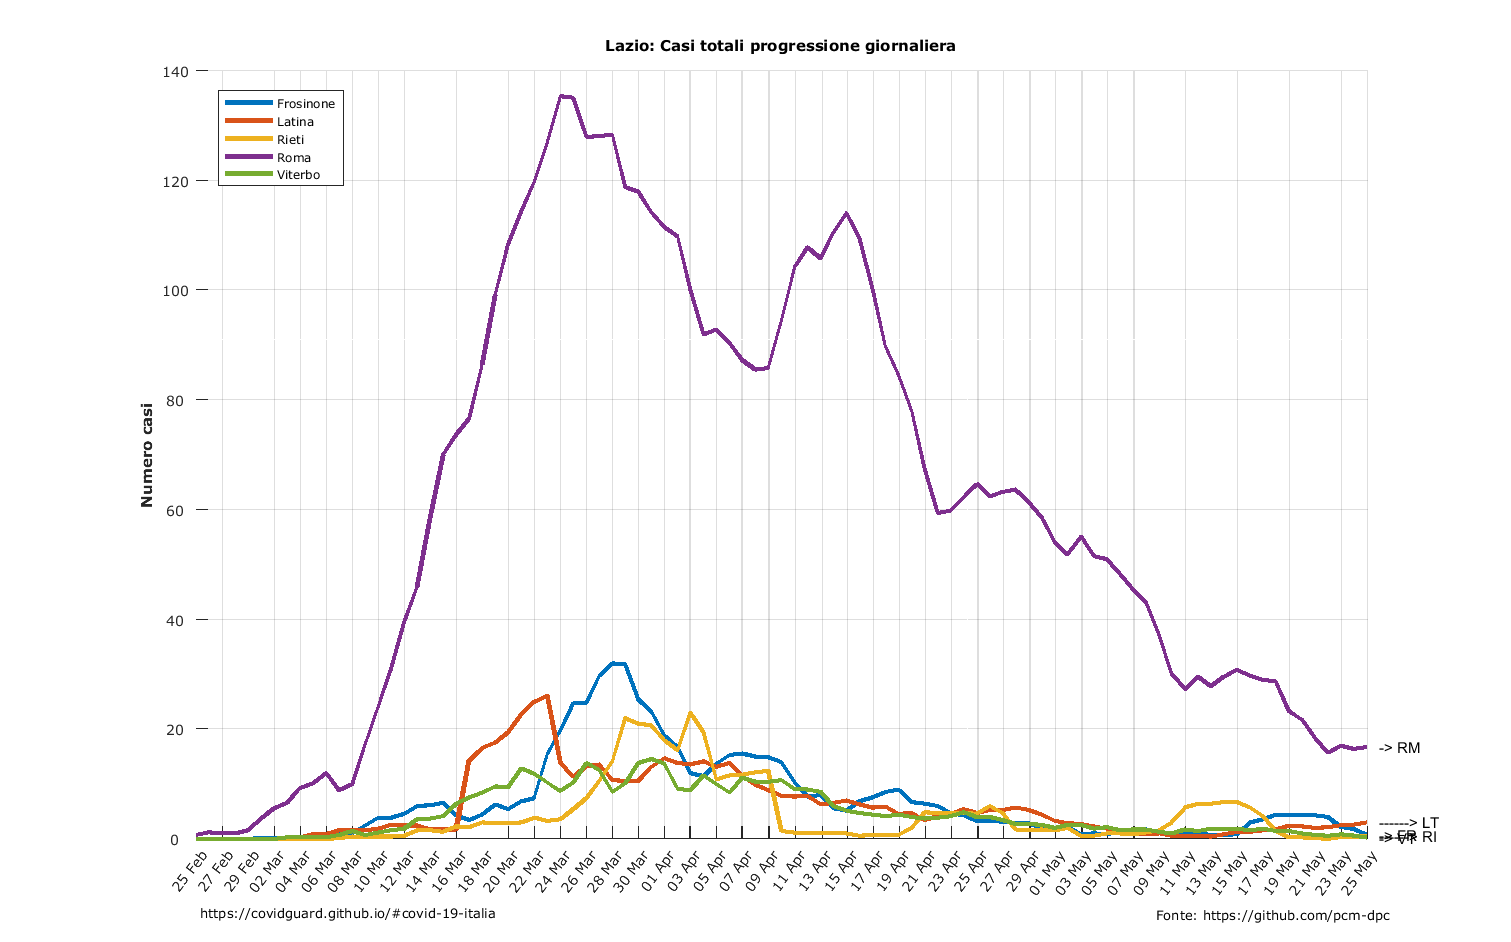 Lazio: Casi totali progressione giornaliera
140
120
100
80
60
40
20
0
Numero casi
Frosinone
Latina
Rieti
Roma
Viterbo
-> RM
------> LT
RI
25 Feb
27 Feb
29 Feb
02 Mar
04 Mar
06 Mar
08 Mar
10 Mar
12 Mar
14 Mar
16 Mar
18 Mar
20 Mar
22 Mar
24 Mar
26 Mar
28 Mar
30 Mar
01 Apr
03 Apr
05 Apr
07 Apr
09 Apr
11 Apr
13 Apr
15 Apr
17 Apr
19 Apr
21 Apr
23 Apr
25 Apr
27 Apr
29 Apr
01 May
03 May
05 May
07 May
09 May
11 May
13 May
15 May
17 May
19 May
21 May
23 May
25 May
https://covidguard.github.io/#covid-19-italia
Fonte: https://github.com/pcm-dpc